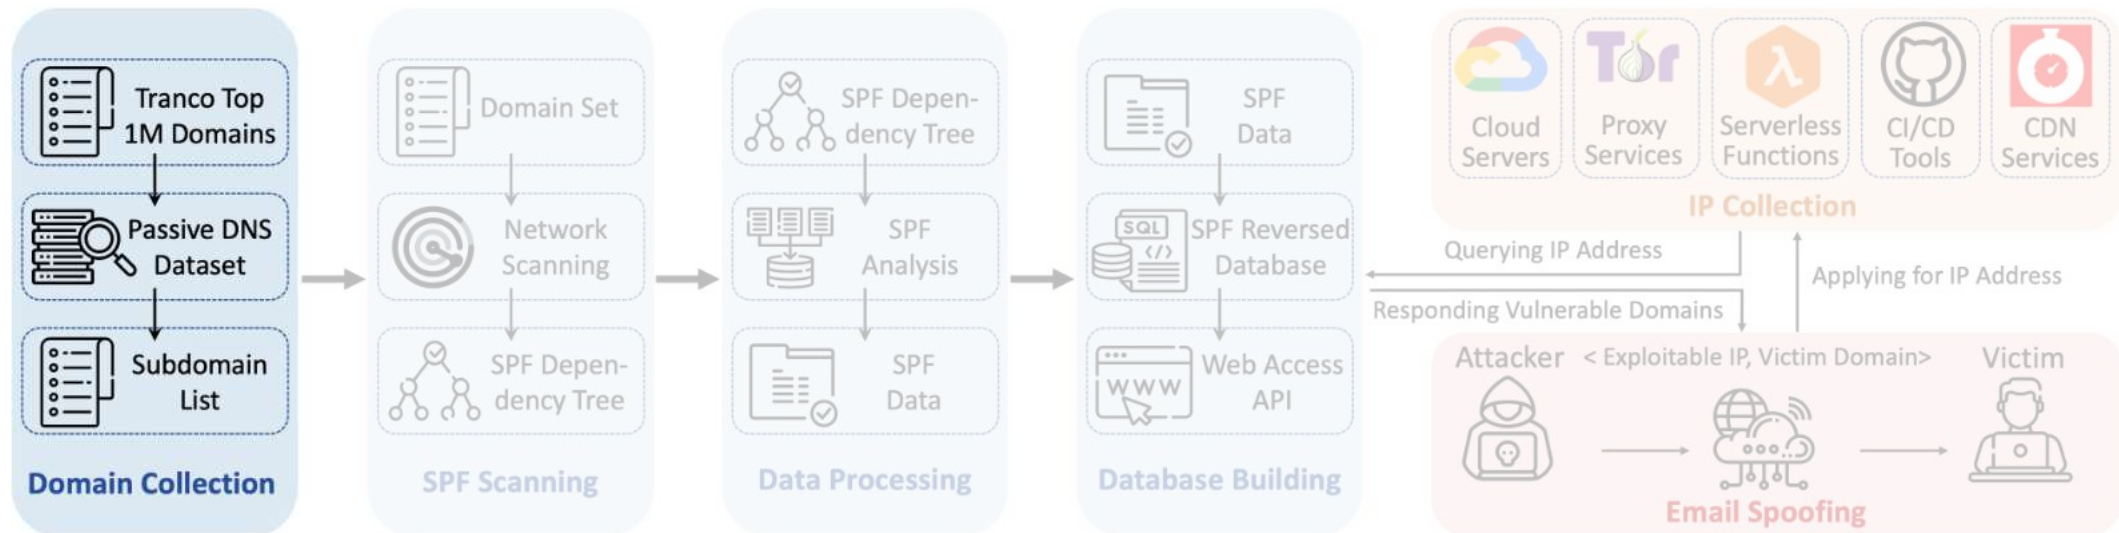 Tranco Top
1M Domains
Passive DNS
Dataset
Subdomain
List
Domain Collection
Domain Set
Network
Scanning
SPF Depen-
dency Tree
SPF Scanning
SPF Depen-
dency Tree
SPF
Analysis
SPF
Data
Data Processing
SPF
Data
SQL
</>
SPF Reversed
Database
WWW
Web Access
API
Database Building
Tor
λ
Cloud
Servers
Proxy
Services
Serverless
Functions
CI/CD
Tools
CDN
Services
IP Collection
Querying IP Address
Applying for IP Address
Responding Vulnerable Domains
Attacker
< Exploitable IP, Victim Domain>
Victim
Email Spoofing